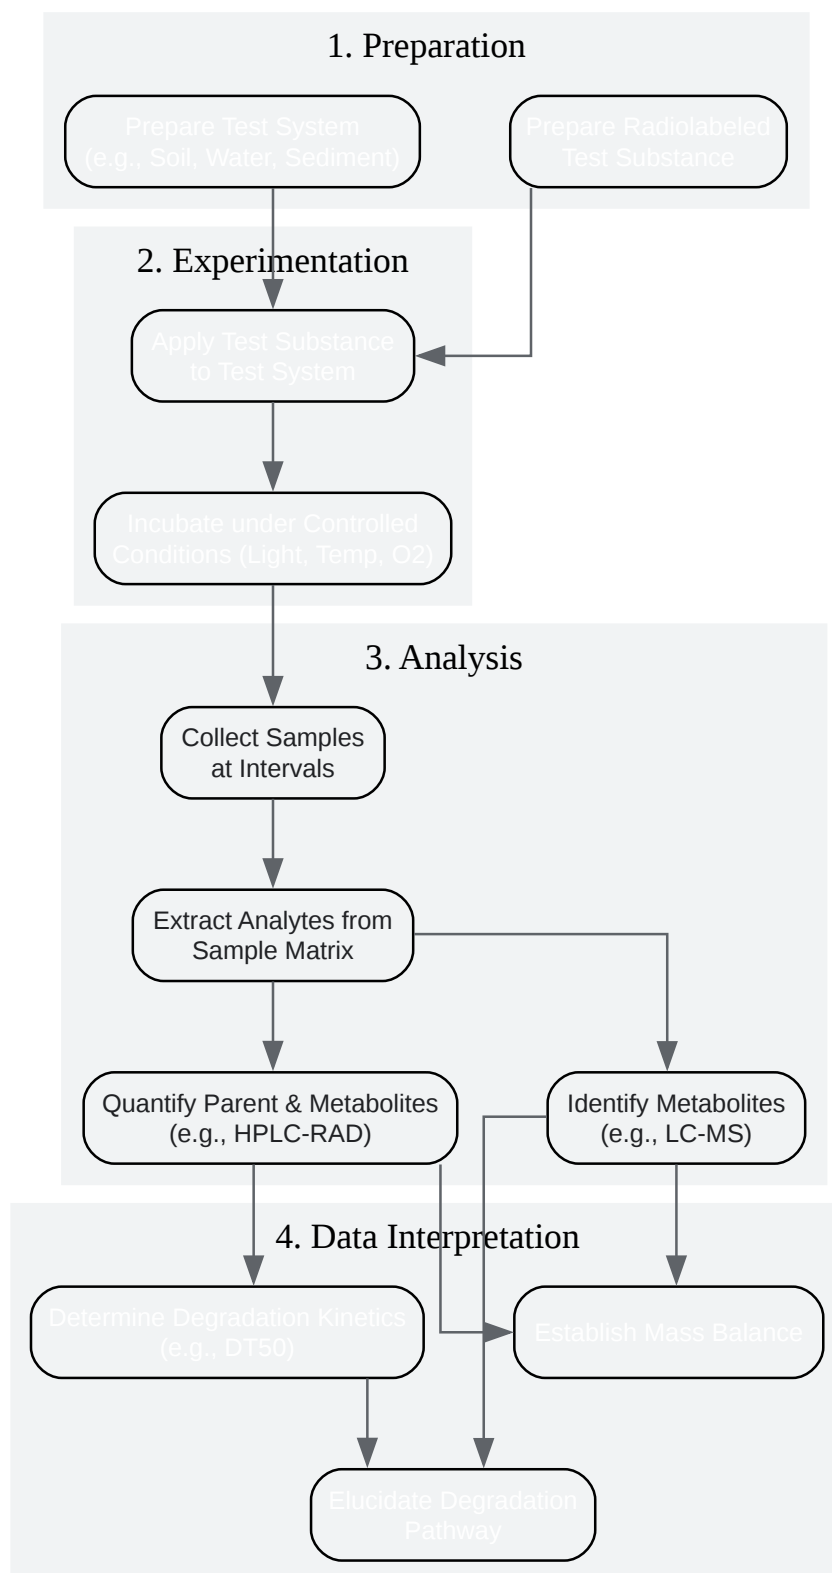 1. Preparation
Prepare Test System
(e.g., Soil, Water, Sediment)
Prepare Radiolabeled
Test Substance
2. Experimentation
Apply Test Substance
to Test System
Incubate under Controlled
Conditions (Light, Temp, O2)
3. Analysis
Collect Samples
at Intervals
Extract Analytes from
Sample Matrix
Quantify Parent & Metabolites
(e.g., HPLC-RAD)
Identify Metabolites
(e.g., LC-MS)
4. Data Interpretation
Determine Degradation Kinetics
(e.g., DT50)
Establish Mass Balance
Elucidate Degradation
Pathway